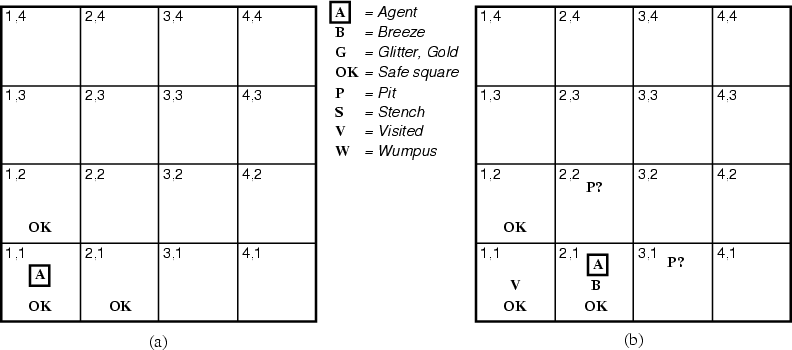 1,4 2,4 3,4 4,4
1,3 2,3 3,3 4,3
1,2 2,2 3,2 4,2
OK
1,1 2,1 3,1 4,1
A
OK OK
(a)
A = Agent
B = Breeze
G = Glitter, Gold
OK = Safe square
P = Pit
S = Stench
V = Visited
W = Wumpus
1,4 2,4 3,4 4,4
1,3 2,3 3,3 4,3
1,2 2,2 3,2 4,2
P?
OK
1,1 2,1 3,1 4,1
A P?
V B
OK OK
(b)